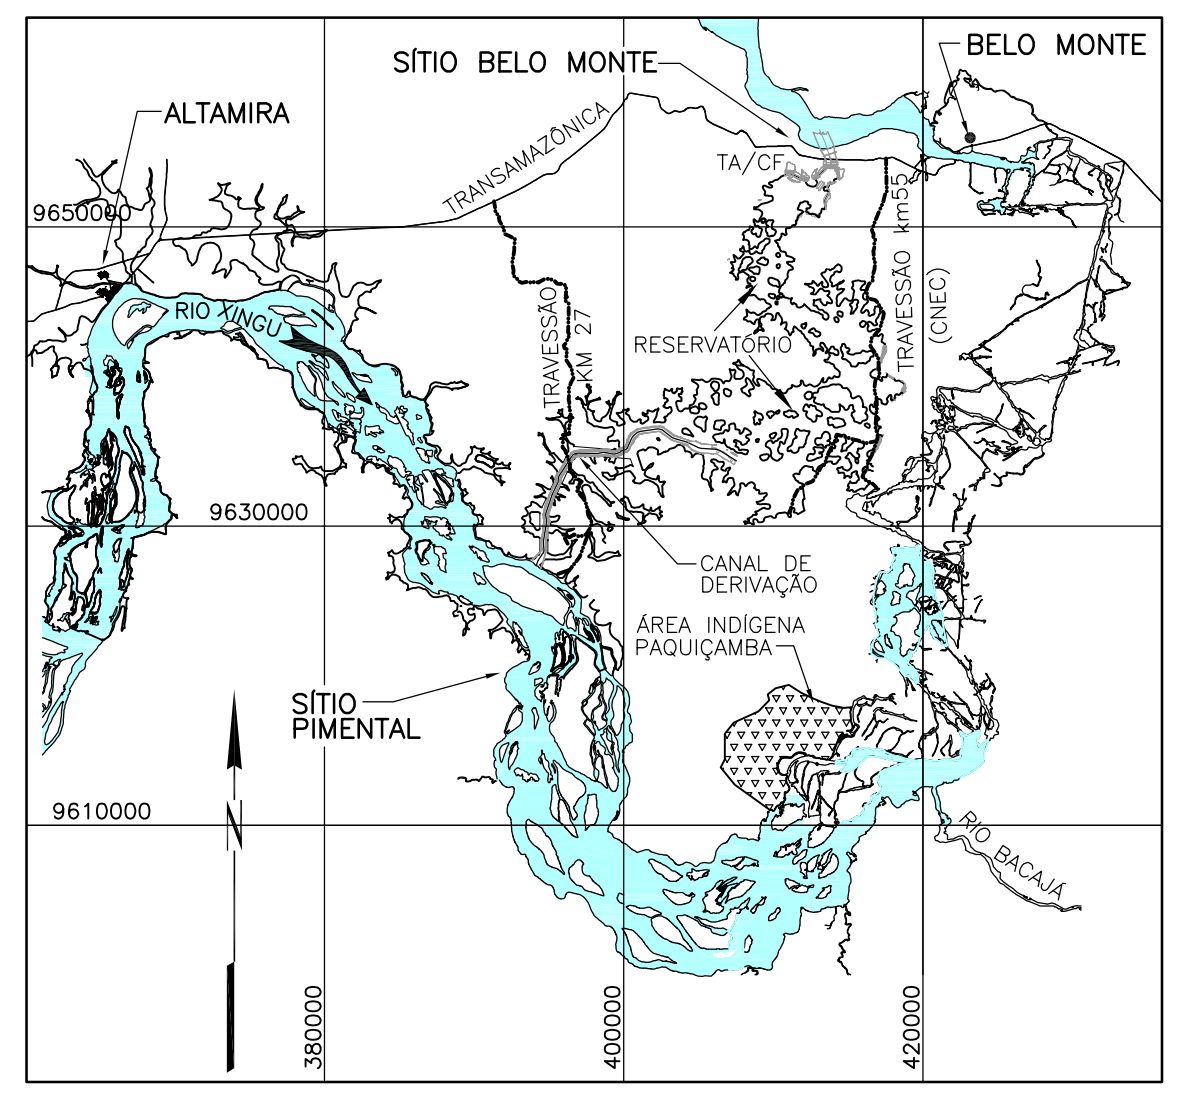 BELO MONTE
SÍTIO BELO MONTE
ALTAMIRA
TRANSAMAZÔNICA
TA/CF
9650000
TRAVESSÃO km55
(CNEC)
RIO XINGU
TRAVESSÃO
KM 27
RESERVATÓRIO
9630000
CANAL DE
DERIVAÇÃO
ÁREA INDÍGENA
PAQUIÇAMBA
SÍTIO
PIMENTAL
N
9610000
RIO BACAJÁ
380000
400000
420000